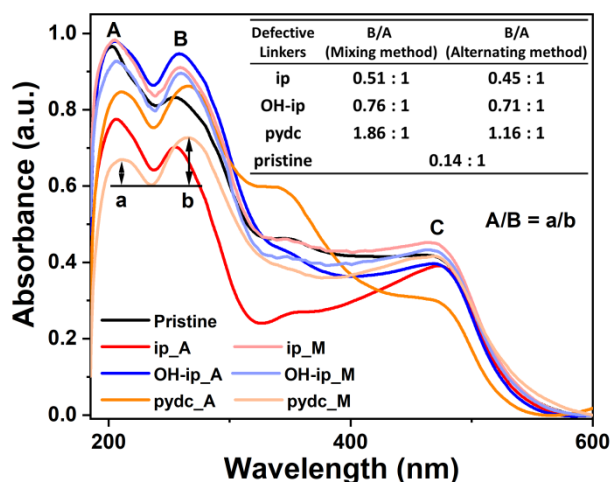 A
B
C
a
b
A/B = a/b
Defective Linkers B/A (Mixing method) B/A (Alternating method)
ip 0.51 : 1 0.45 : 1
OH-ip 0.76 : 1 0.71 : 1
pydc 1.86 : 1 1.16 : 1
pristine 0.14 : 1
Pristine
ip_A ip_M
OH-ip_A OH-ip_M
pydc_A pydc_M
Absorbance (a.u.)
1.0
0.8
0.6
0.4
0.2
0.0
200 400 600
Wavelength (nm)